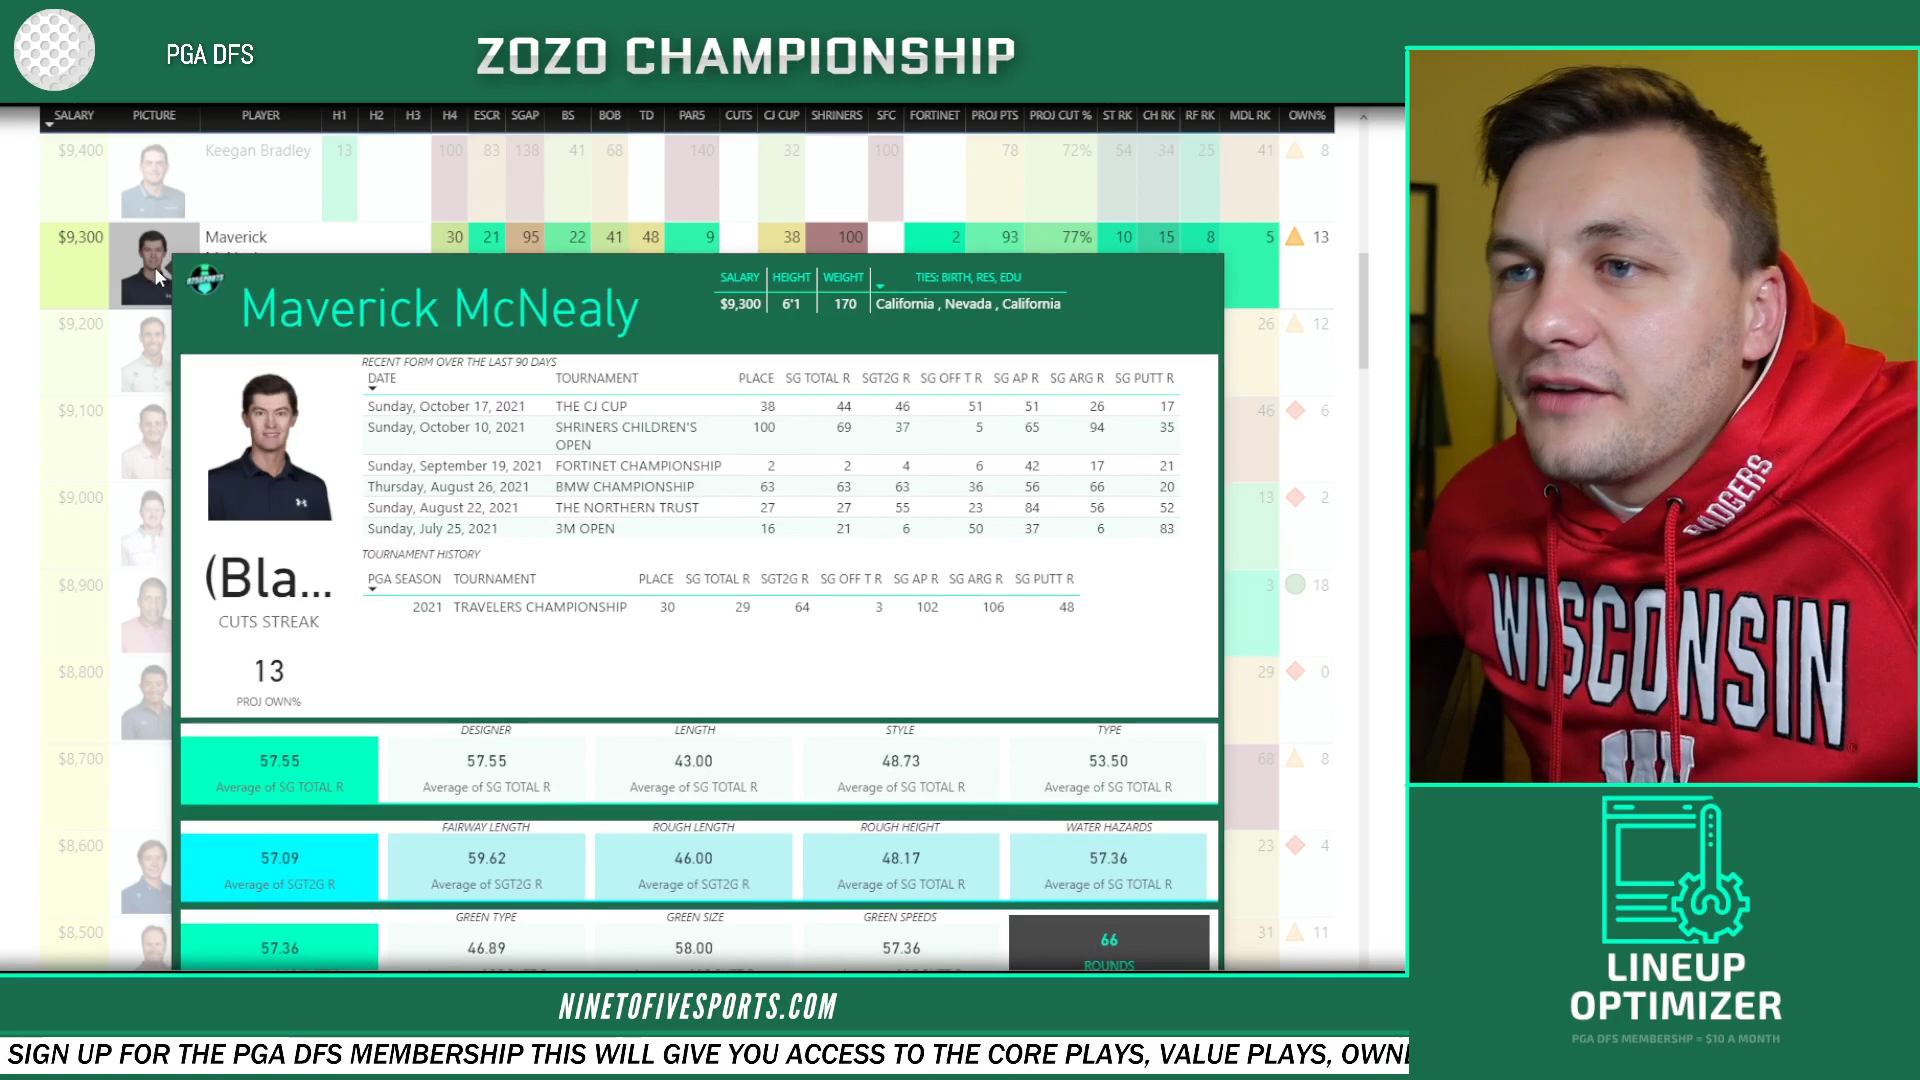 PGA DFS
ZOZO CHAMPIONSHIP
SALARY PICTURE PLAYER H1 H2 H3 H4 ESCR SGAP BS BOB TD PAR5 CUTS CJ CUP SHRINERS SFC FORTINET PROJ PTS PROJ CUT % ST RK CH RK RF RK MDL RK OWN%
$9,400 Keegan Bradley 13 100 83 138 41 68 140 32 100 78 72% 54 34 25 41 8
$9,300 Maverick 30 21 95 22 41 48 9 38 100 2 93 77% 10 15 8 5 13
$9,200 26 12
$9,100 46 6
$9,000 13 2
$8,900 3 18
$8,800 29 0
$8,700 68 8
$8,600 23 4
$8,500 31 11
Maverick McNealy
SALARY HEIGHT WEIGHT TIES: BIRTH, RES, EDU
$9,300 6'1 170 California , Nevada , California
RECENT FORM OVER THE LAST 90 DAYS
DATE TOURNAMENT PLACE SG TOTAL R SGT2G R SG OFF T R SG AP R SG ARG R SG PUTT R
Sunday, October 17, 2021 THE CJ CUP 38 44 46 51 51 26 17
Sunday, October 10, 2021 SHRINERS CHILDREN'S 100 69 37 5 65 94 35
OPEN
Sunday, September 19, 2021 FORTINET CHAMPIONSHIP 2 2 4 6 42 17 21
Thursday, August 26, 2021 BMW CHAMPIONSHIP 63 63 63 36 56 66 20
Sunday, August 22, 2021 THE NORTHERN TRUST 27 27 55 23 84 56 52
Sunday, July 25, 2021 3M OPEN 16 21 6 50 37 6 83
TOURNAMENT HISTORY
PGA SEASON TOURNAMENT PLACE SG TOTAL R SGT2G R SG OFF T R SG AP R SG ARG R SG PUTT R
2021 TRAVELERS CHAMPIONSHIP 30 29 64 3 102 106 48
(Bla...
CUTS STREAK
13
PROJ OWN%
DESIGNER LENGTH STYLE TYPE
57.55 57.55 43.00 48.73 53.50
Average of SG TOTAL R Average of SG TOTAL R Average of SG TOTAL R Average of SG TOTAL R Average of SG TOTAL R
FAIRWAY LENGTH ROUGH LENGTH ROUGH HEIGHT WATER HAZARDS
57.09 59.62 46.00 48.17 57.36
Average of SGT2G R Average of SGT2G R Average of SGT2G R Average of SG TOTAL R Average of SG TOTAL R
GREEN TYPE GREEN SIZE GREEN SPEEDS
57.36 46.89 58.00 57.36 66
ROUNDS
BADGERS
WISCONSIN
W
LINEUP
OPTIMIZER
PGA DFS MEMBERSHP = $10 A MONTH
NINETOFIVESPORTS.COM
SIGN UP FOR THE PGA DFS MEMBERSHIP THIS WILL GIVE YOU ACCESS TO THE CORE PLAYS, VALUE PLAYS,